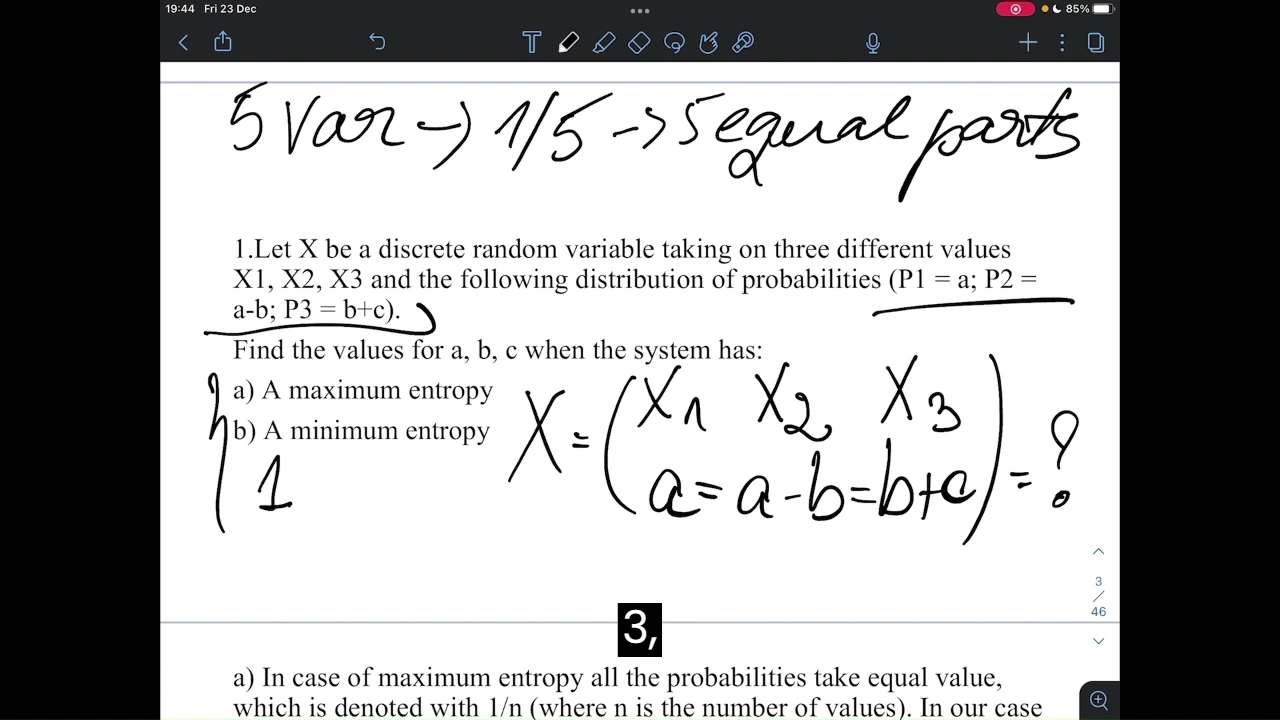 19:44 Fri 23 Dec
85%
5 Var -> 1/5 -> 5 equal parts
1.Let X be a discrete random variable taking on three different values
X1, X2, X3 and the following distribution of probabilities (P1 = a; P2 =
a-b; P3 = b+c).
Find the values for a, b, c when the system has:
a) A maximum entropy
b) A minimum entropy
X = ( X1 X2 X3
a = a-b = b+c ) = ?
1
3
/
46
3,
a) In case of maximum entropy all the probabilities take equal value,
which is denoted with 1/n (where n is the number of values). In our case